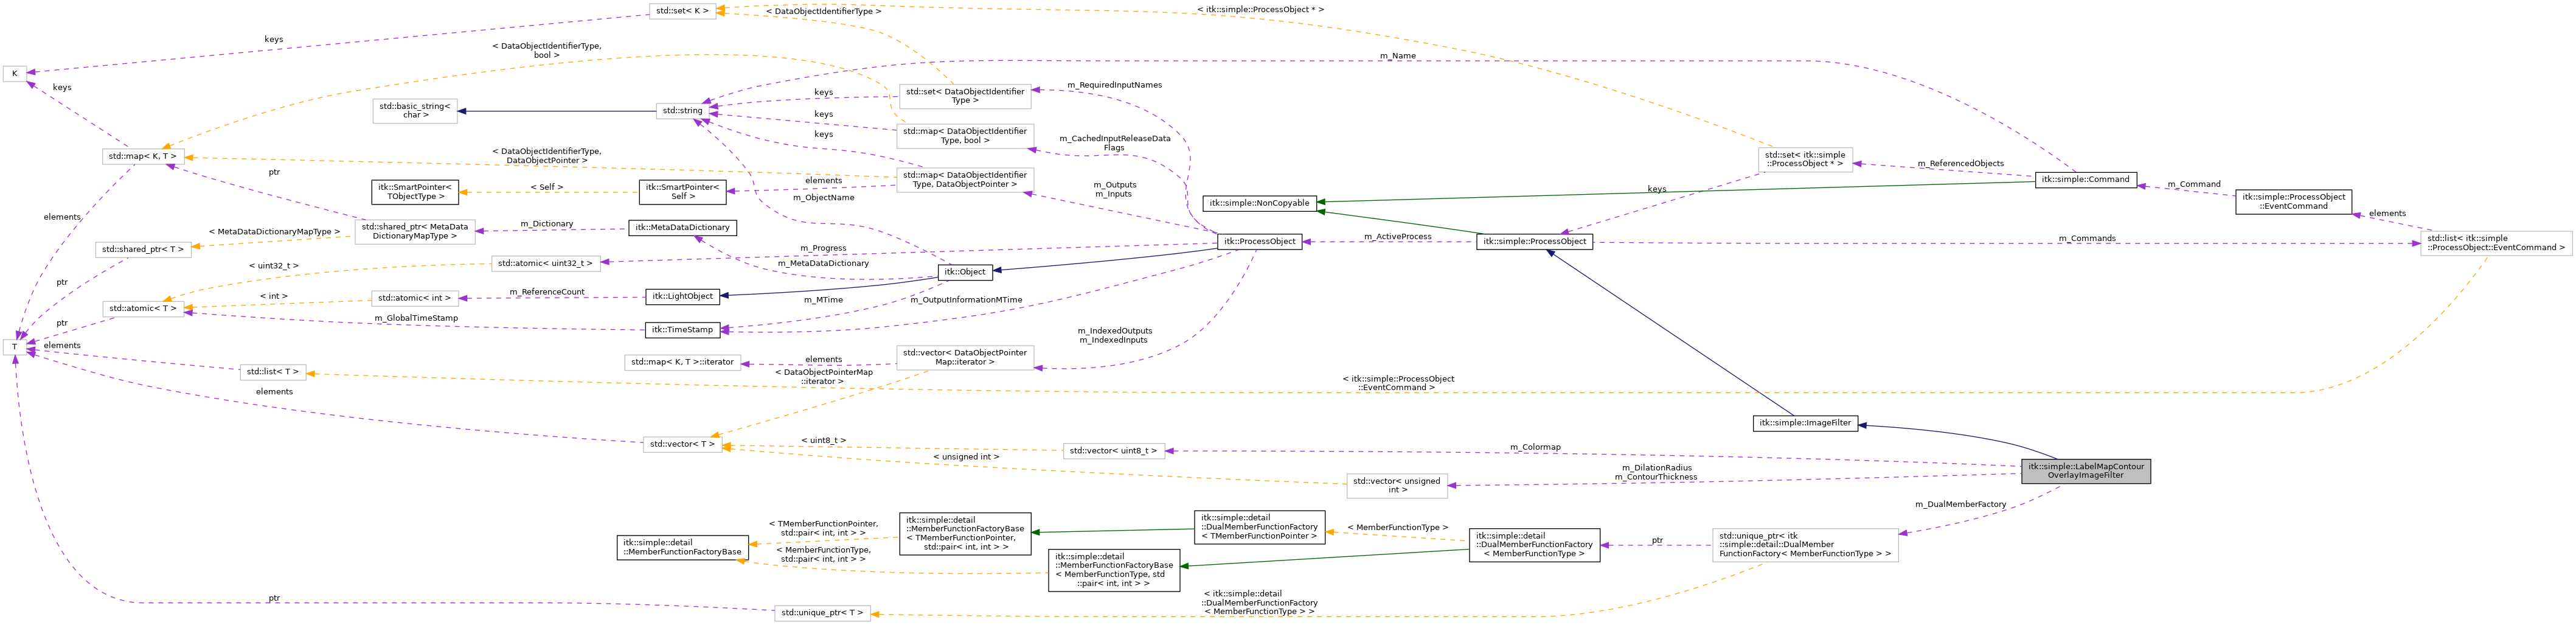 std::set< K >
< DataObjectIdentifierType >
< itk::simple::ProcessObject * >
keys
< DataObjectIdentifierType,
bool >
m_Name
K
keys
std::basic_string<
char >
std::string
keys
std::set< DataObjectIdentifier
Type >
m_RequiredInputNames
keys
std::map< DataObjectIdentifier
Type, bool >
m_CachedInputReleaseData
Flags
keys
std::map< K, T >
< DataObjectIdentifierType,
DataObjectPointer >
std::set< itk::simple
::ProcessObject * >
m_ReferencedObjects
ptr
itk::SmartPointer<
TObjectType >
< Self >
itk::SmartPointer<
Self >
elements
std::map< DataObjectIdentifier
Type, DataObjectPointer >
m_Outputs
m_Inputs
keys
itk::simple::Command
m_Command
m_ObjectName
itk::simple::NonCopyable
itk::simple::ProcessObject
::EventCommand
elements
elements
std::shared_ptr< MetaData
DictionaryMapType >
m_Dictionary
itk::MetaDataDictionary
< MetaDataDictionaryMapType >
std::shared_ptr< T >
m_Progress
itk::ProcessObject
m_ActiveProcess
itk::simple::ProcessObject
m_Commands
std::list< itk::simple
::ProcessObject::EventCommand >
< uint32_t >
std::atomic< uint32_t >
m_MetaDataDictionary
itk::Object
ptr
< int >
std::atomic< int >
m_ReferenceCount
itk::LightObject
m_MTime
m_OutputInformationMTime
std::atomic< T >
m_GlobalTimeStamp
itk::TimeStamp
ptr
m_IndexedOutputs
m_IndexedInputs
T
elements
std::map< K, T >::iterator
elements
std::vector< DataObjectPointer
Map::iterator >
std::list< T >
< DataObjectPointerMap
::iterator >
< itk::simple::ProcessObject
::EventCommand >
elements
itk::simple::ImageFilter
std::vector< T >
< uint8_t >
std::vector< uint8_t >
m_Colormap
< unsigned int >
std::vector< unsigned
int >
m_DilationRadius
m_ContourThickness
itk::simple::LabelMapContour
OverlayImageFilter
m_DualMemberFactory
itk::simple::detail
::MemberFunctionFactoryBase
< TMemberFunctionPointer,
std::pair< int, int > >
itk::simple::detail
::MemberFunctionFactoryBase
< TMemberFunctionPointer,
std::pair< int, int > >
itk::simple::detail
::DualMemberFunctionFactory
< TMemberFunctionPointer >
< MemberFunctionType >
itk::simple::detail
::DualMemberFunctionFactory
< MemberFunctionType >
ptr
std::unique_ptr< itk
::simple::detail::DualMember
FunctionFactory< MemberFunctionType > >
< MemberFunctionType,
std::pair< int, int > >
itk::simple::detail
::MemberFunctionFactoryBase
< MemberFunctionType, std
::pair< int, int > >
ptr
std::unique_ptr< T >
< itk::simple::detail
::DualMemberFunctionFactory
< MemberFunctionType > >